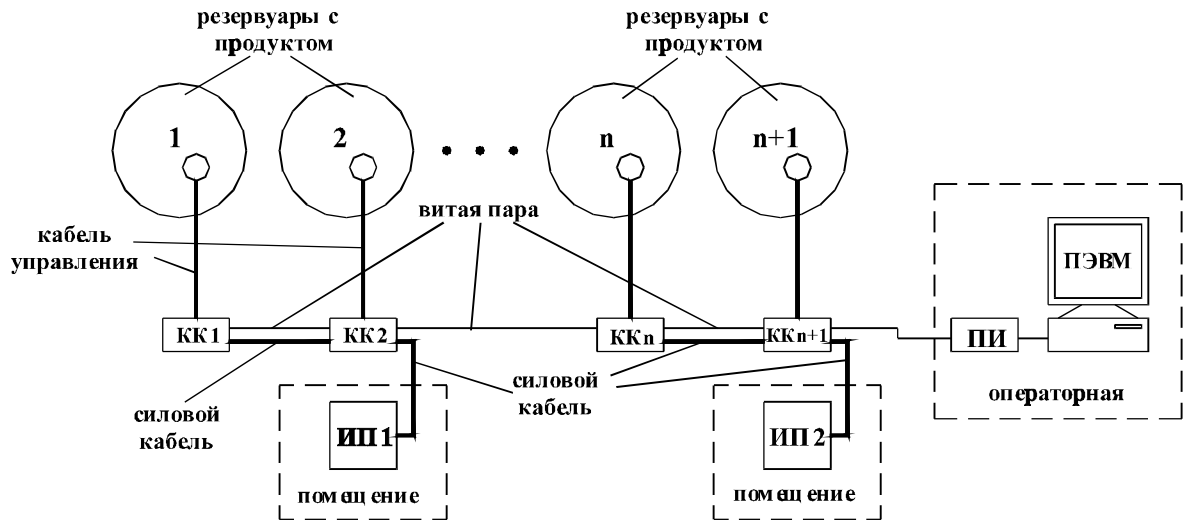 резервуары с
продуктом
резервуары с
продуктом
1
2
n
n+1
витая пара
кабель
управления
ПЭВМ
КК1
КК2
ККn
ККn+1
ПИ
силовой
кабель
силовой
кабель
операторная
ИП1
ИП2
помещение
помещение